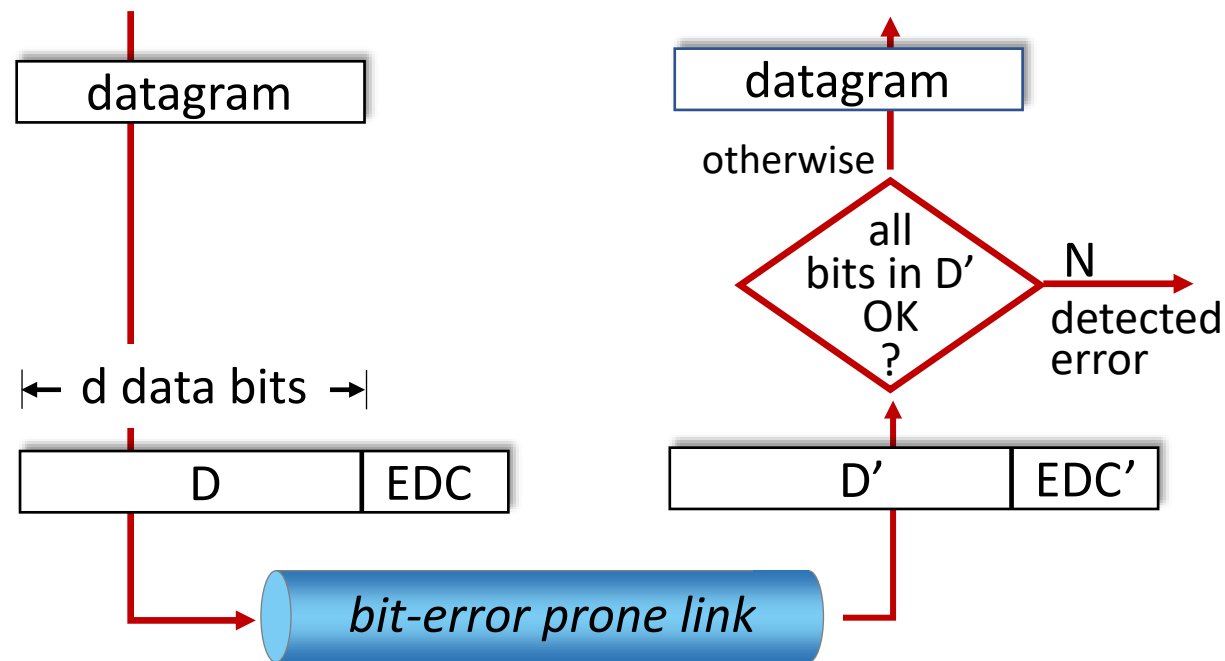 datagram
d data bits
D
EDC
bit-error prone link
datagram
otherwise
all
bits in D’
OK
?
N
detected
error
D’
EDC’